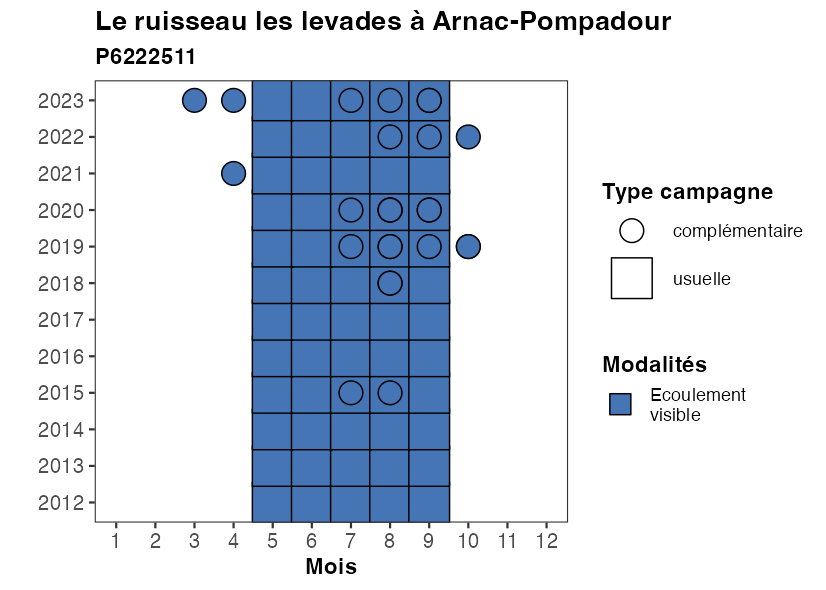 Le ruisseau les levades à Arnac-Pompadour
P6222511
2023
2022
2021
2020
2019
2018
2017
2016
2015
2014
2013
2012
1 2 3 4 5 6 7 8 9 10 11 12
Mois
Type campagne
complémentaire
usuelle
Modalités
Ecoulement
visible